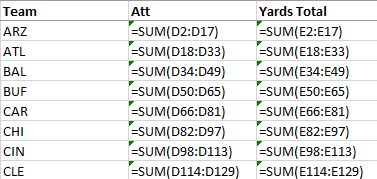 Team Att Yards Total
ARZ =SUM(D2:D17) =SUM(E2:E17)
ATL =SUM(D18:D33) =SUM(E18:E33)
BAL =SUM(D34:D49) =SUM(E34:E49)
BUF =SUM(D50:D65) =SUM(E50:E65)
CAR =SUM(D66:D81) =SUM(E66:E81)
CHI =SUM(D82:D97) =SUM(E82:E97)
CIN =SUM(D98:D113) =SUM(E98:E113)
CLE =SUM(D114:D129) =SUM(E114:E129)